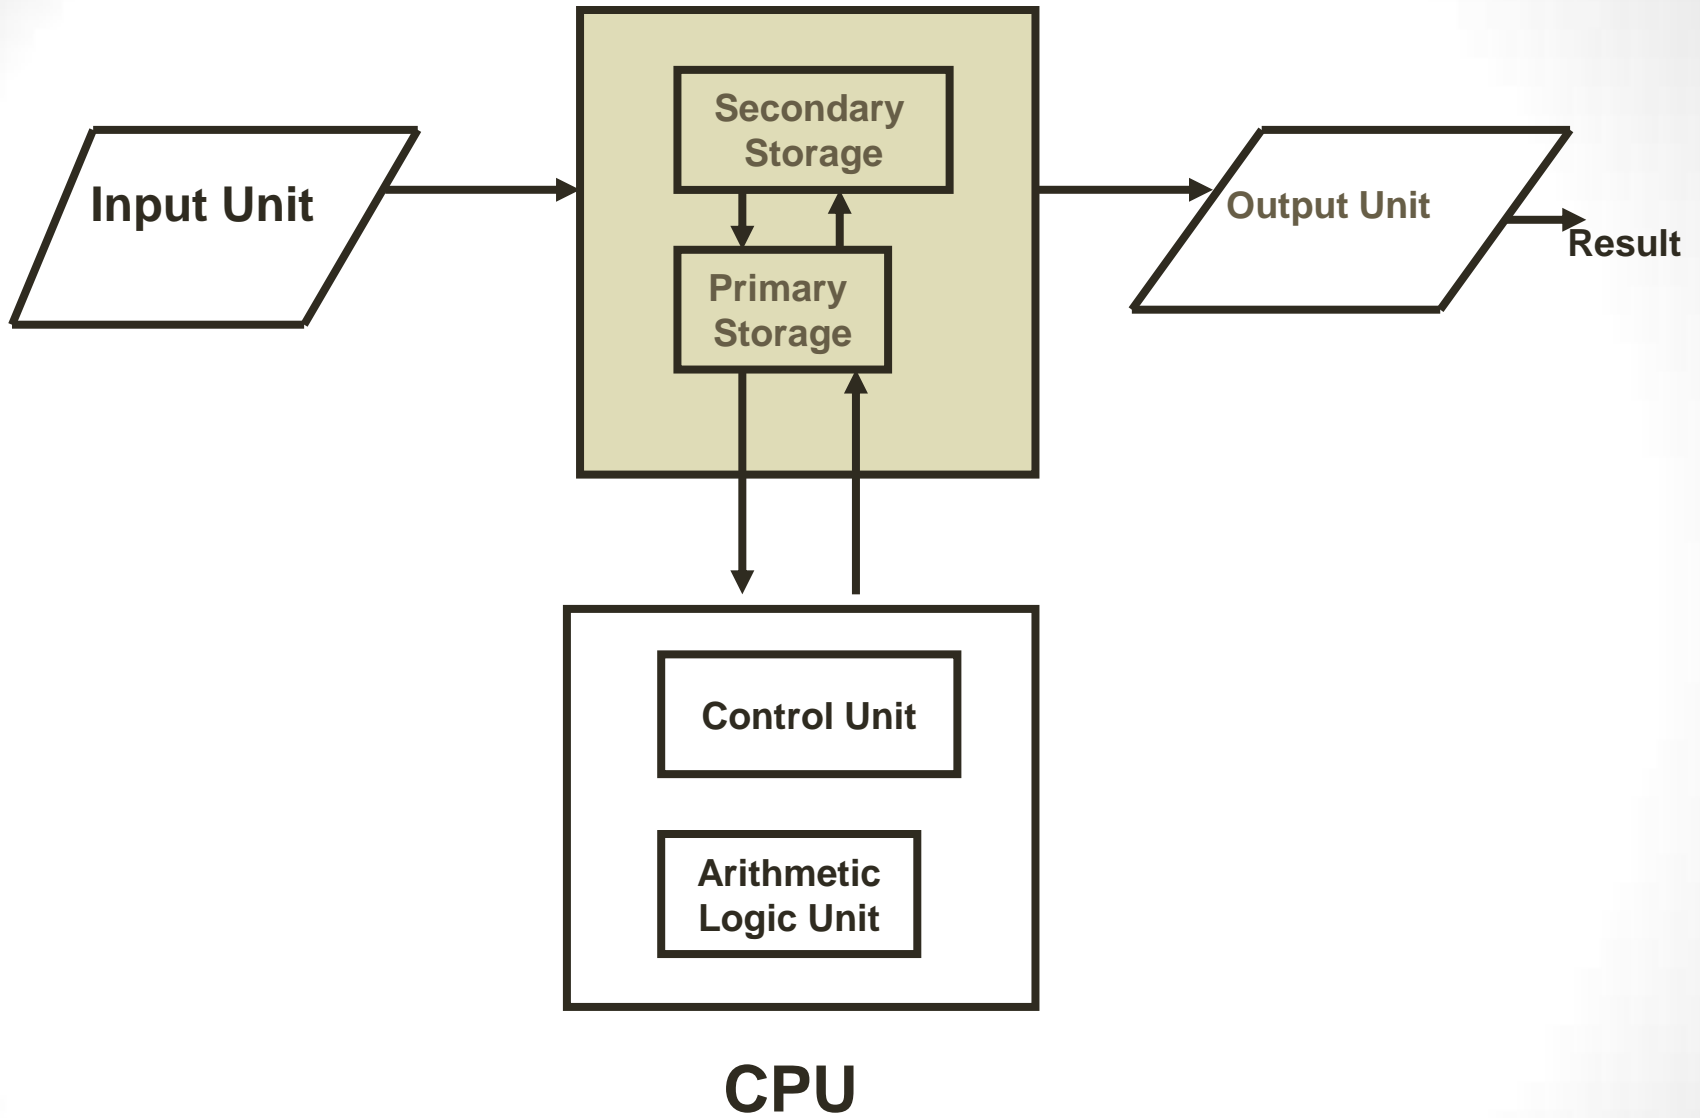 Input Unit
Secondary
Storage
Primary
Storage
Output Unit
Result
Control Unit
Arithmetic
Logic Unit
CPU